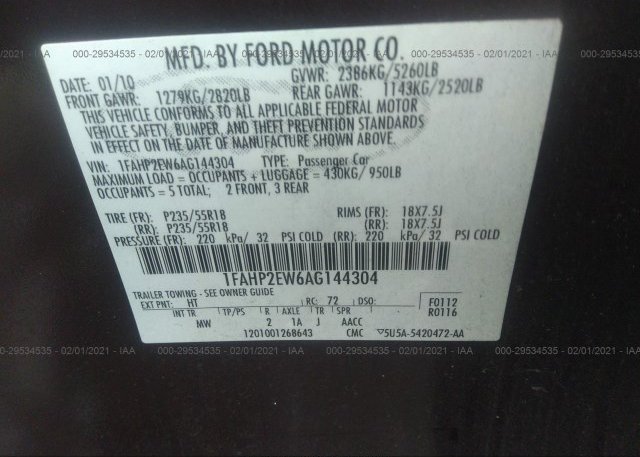 000-29534535 - 02/01/2021 - IAA
MFD. BY FORD MOTOR CO.
DATE: 01/10
GVWR: 2386KG/5260LB
FRONT GAWR: 1279KG/2820LB
REAR GAWR: 1143KG/2520LB
THIS VEHICLE CONFORMS TO ALL APPLICABLE FEDERAL MOTOR
VEHICLE SAFETY, BUMPER, AND THEFT PREVENTION STANDARDS
IN EFFECT ON THE DATE OF MANUFACTURE SHOWN ABOVE.
VIN: 1FAHP2EW6AG144304 TYPE: Passenger Car
MAXIMUM LOAD = OCCUPANTS + LUGGAGE = 430KG/ 950LB
OCCUPANTS = 5 TOTAL; 2 FRONT, 3 REAR
TIRE (FR): P235/55R18 RIMS (FR): 18X7.5J
(RR): P235/55R18 (RR): 18X7.5J
PRESSURE (FR): 220 kPa/ 32 PSI COLD (RR): 220 kPa/ 32 PSI COLD
1FAHP2EW6AG144304
TRAILER TOWING - SEE OWNER GUIDE
EXT PNT: HT RC: 72 DSO: F0112
INT TR TP/PS R AXLE TR SPR R0116
MW 2 1A J AACC
1201001268643 CMC ▽5U5A-5420472-AA
000-29534535 - 02/01/2021 - IAA